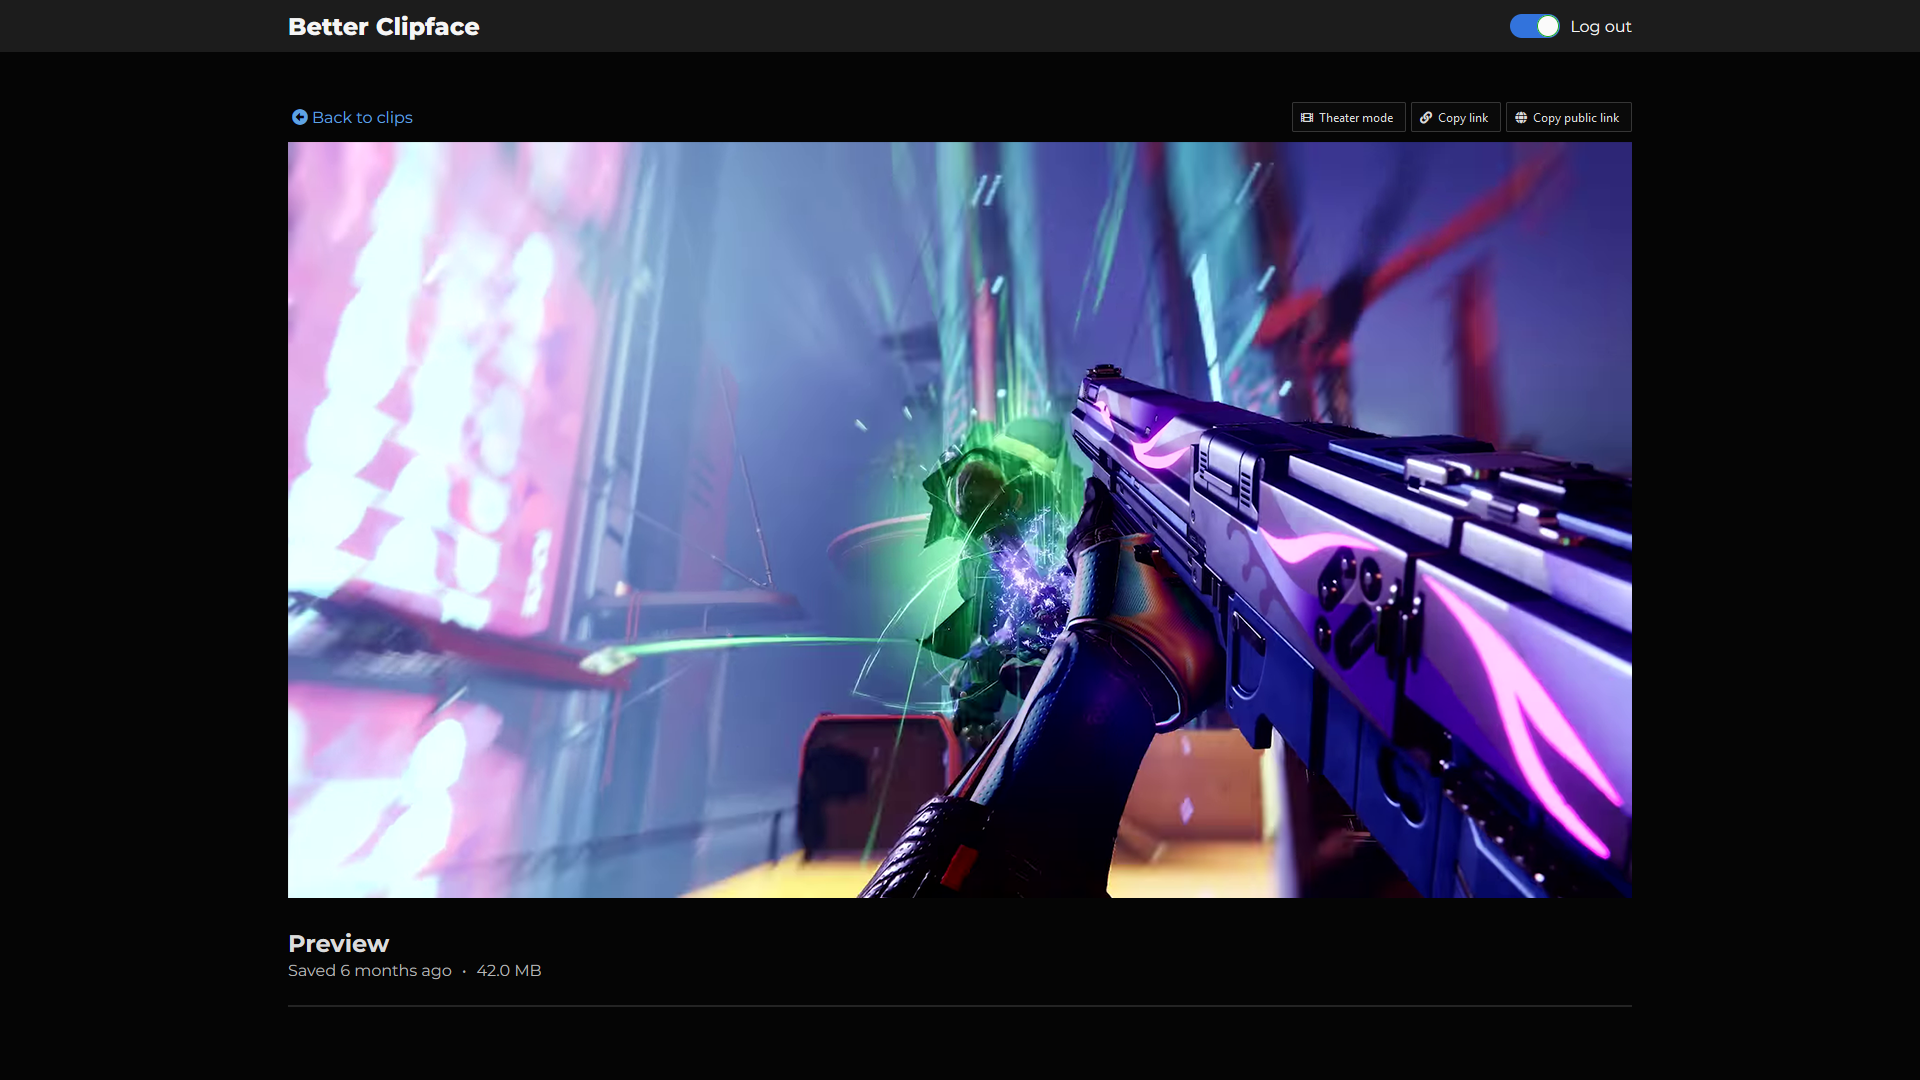 Better Clipface
Log out
Back to clips
Theater mode
Copy link
Copy public link
Preview
Saved 6 months ago • 42.0 MB